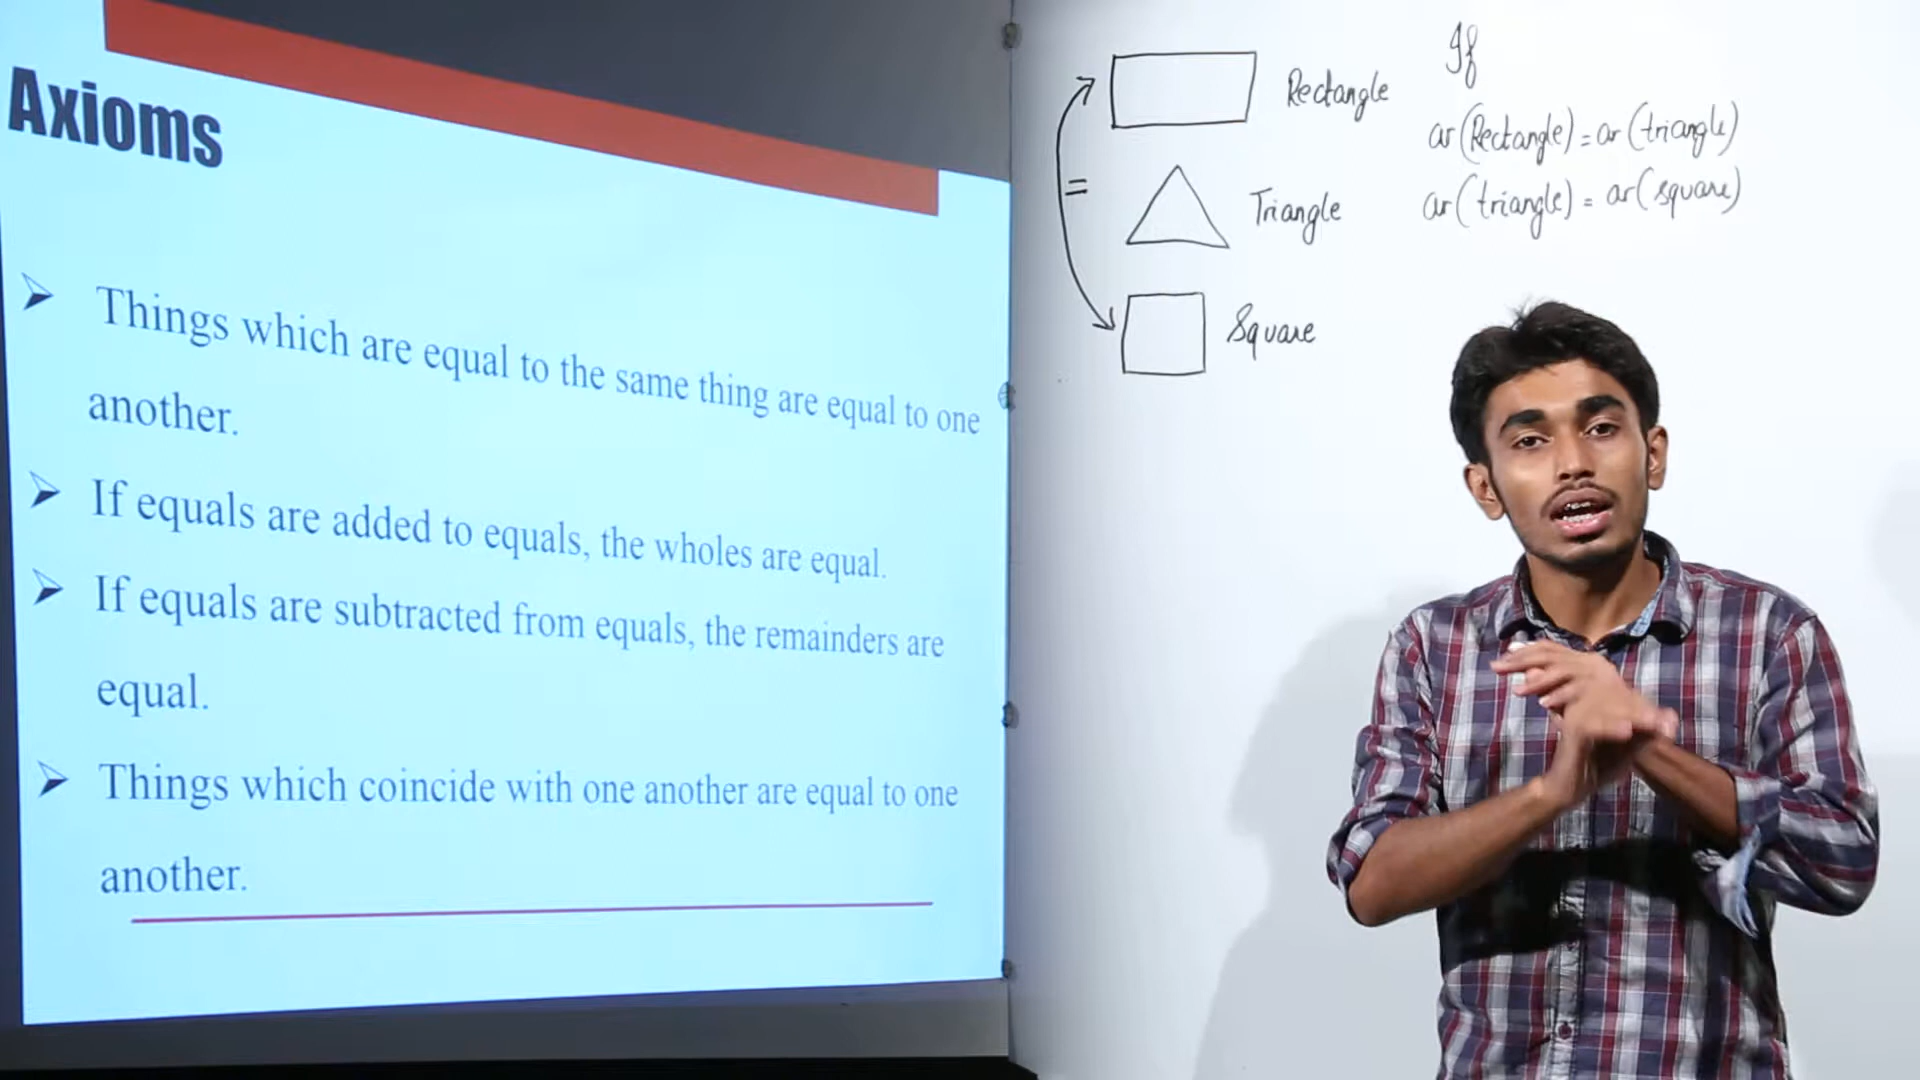 Axioms
Things which are equal to the same thing are equal to one
another.
If equals are added to equals, the wholes are equal.
If equals are subtracted from equals, the remainders are
equal.
Things which coincide with one another are equal to one
another.
Rectangle
=
Triangle
Square
If
ar(Rectangle) = ar(triangle)
ar(triangle) = ar(square)